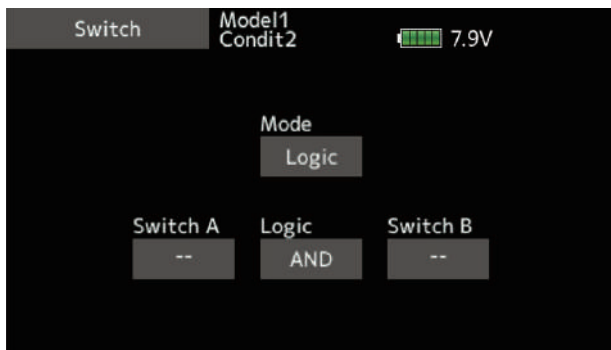 Switch
Model1
Condit2
7.9V
Mode
Logic
Switch A Logic Switch B
-- AND --